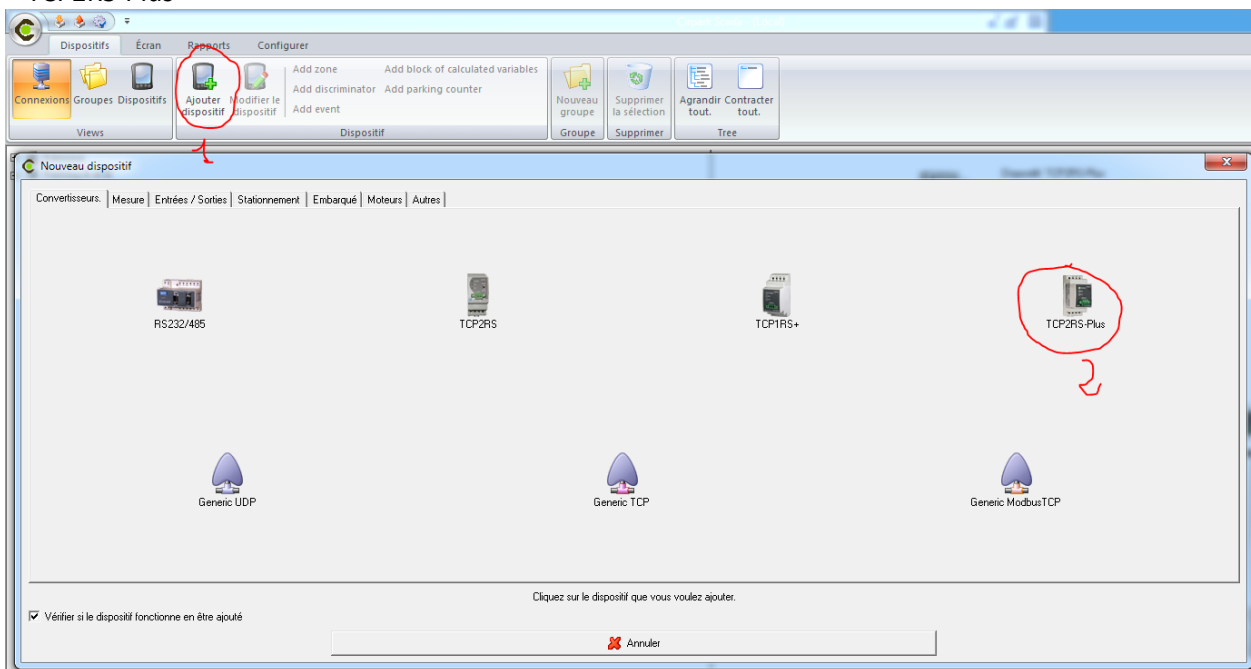 TCP2RS-Plus
Dispositifs Écran Rapports Configurer
Connexions Groupes Dispositifs
Views
Ajouter dispositif
Modifier le dispositif
Add zone
Add discriminator
Add event
Add block of calculated variables
Add parking counter
Dispositif
Nouveau groupe
Groupe
Supprimer la sélection
Supprimer
Agrandir tout.
Contracter tout.
Tree
1
Nouveau dispositif
Convertisseurs. Mesure Entrées / Sorties Stationnement Embarqué Moteurs Autres
RS232/485 TCP2RS TCP1RS+ TCP2RS-Plus
2
Generic UDP Generic TCP Generic ModbusTCP
Cliquez sur le dispositif que vous voulez ajouter.
Vérifier si le dispositif fonctionne en être ajouté
Annuler